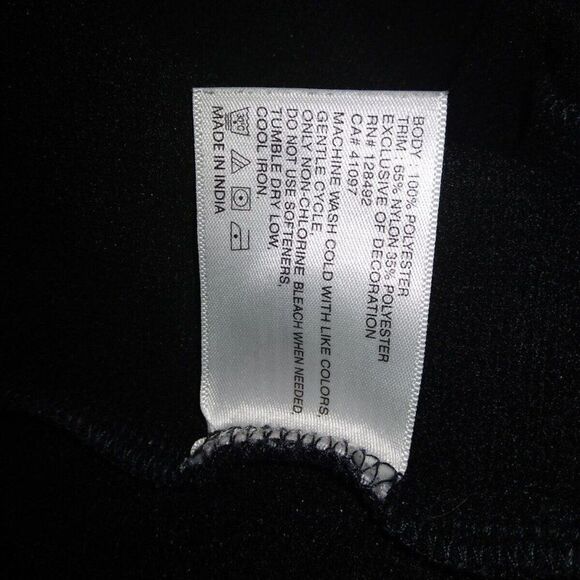 BODY : 100% POLYESTER
TRIM : 65% NYLON 35% POLYESTER
EXCLUSIVE OF DECORATION
RN# 128492
CA# 41097
MACHINE WASH COLD WITH LIKE COLORS,
GENTLE CYCLE,
ONLY NON-CHLORINE BLEACH WHEN NEEDED,
DO NOT USE SOFTENERS,
TUMBLE DRY LOW,
COOL IRON,
MADE IN INDIA